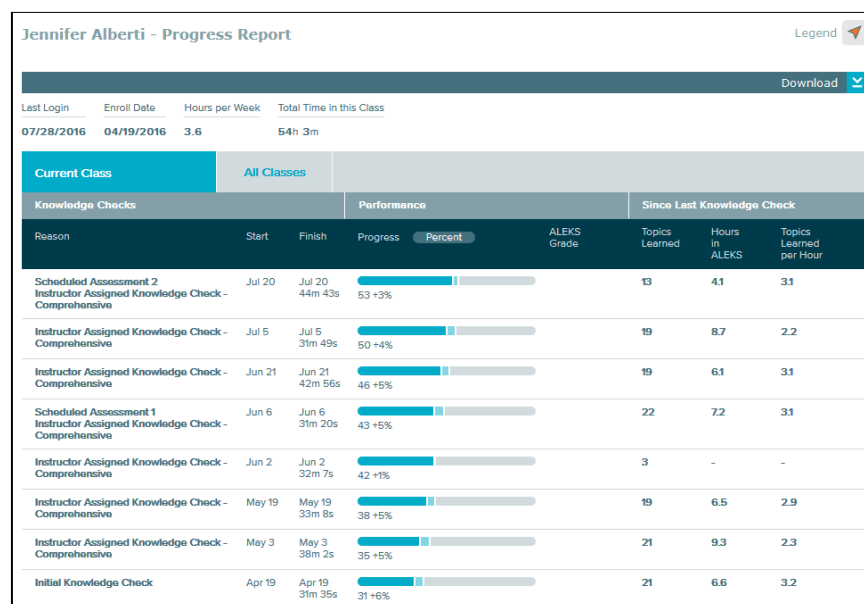 Jennifer Alberti - Progress Report
Legend
Download
Last Login Enroll Date Hours per Week Total Time in this Class
07/28/2016 04/19/2016 3.6 54h 3m
Current Class All Classes
Knowledge Checks Performance Since Last Knowledge Check
Reason Start Finish Progress Percent ALEKS Grade Topics Learned Hours in ALEKS Topics Learned per Hour
Scheduled Assessment 2 Jul 20 Jul 20 13 4.1 3.1
Instructor Assigned Knowledge Check - 44m 43s 53 +3%
Comprehensive
Instructor Assigned Knowledge Check - Jul 5 Jul 5 19 8.7 2.2
Comprehensive 31m 49s 50 +4%
Instructor Assigned Knowledge Check - Jun 21 Jun 21 19 6.1 3.1
Comprehensive 42m 56s 46 +5%
Scheduled Assessment 1 Jun 6 Jun 6 22 7.2 3.1
Instructor Assigned Knowledge Check - 31m 20s 43 +5%
Comprehensive
Instructor Assigned Knowledge Check - Jun 2 Jun 2 3 - -
Comprehensive 32m 7s 42 +1%
Instructor Assigned Knowledge Check - May 19 May 19 19 6.5 2.9
Comprehensive 33m 8s 38 +5%
Instructor Assigned Knowledge Check - May 3 May 3 21 9.3 2.3
Comprehensive 38m 2s 35 +5%
Initial Knowledge Check Apr 19 Apr 19 21 6.6 3.2
31m 35s 31 +6%